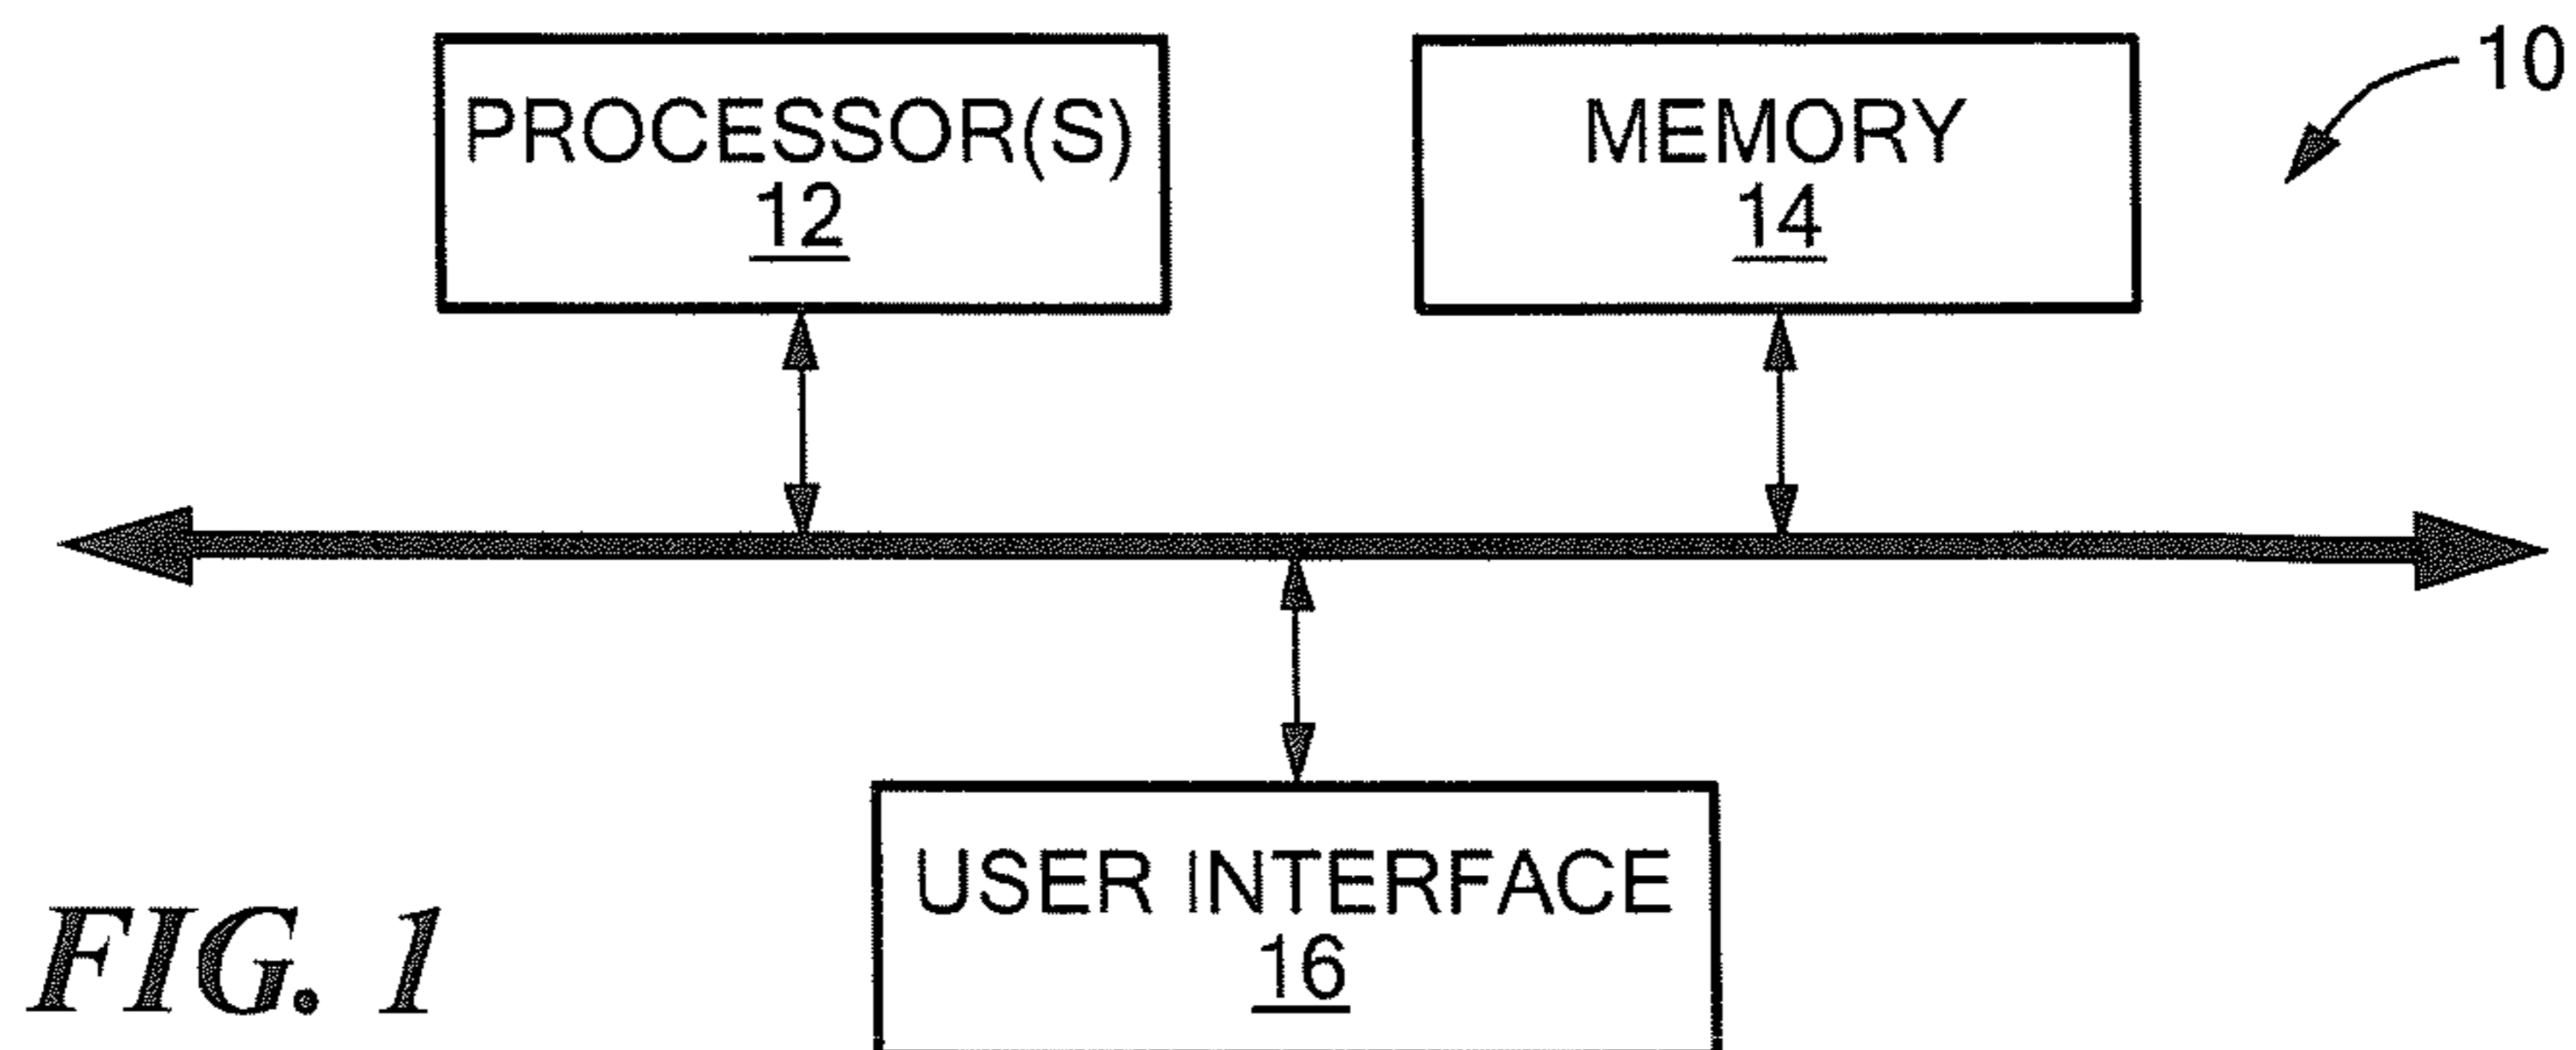 10
PROCESSOR(S)
12
MEMORY
14
USER INTERFACE
16
FIG. 1